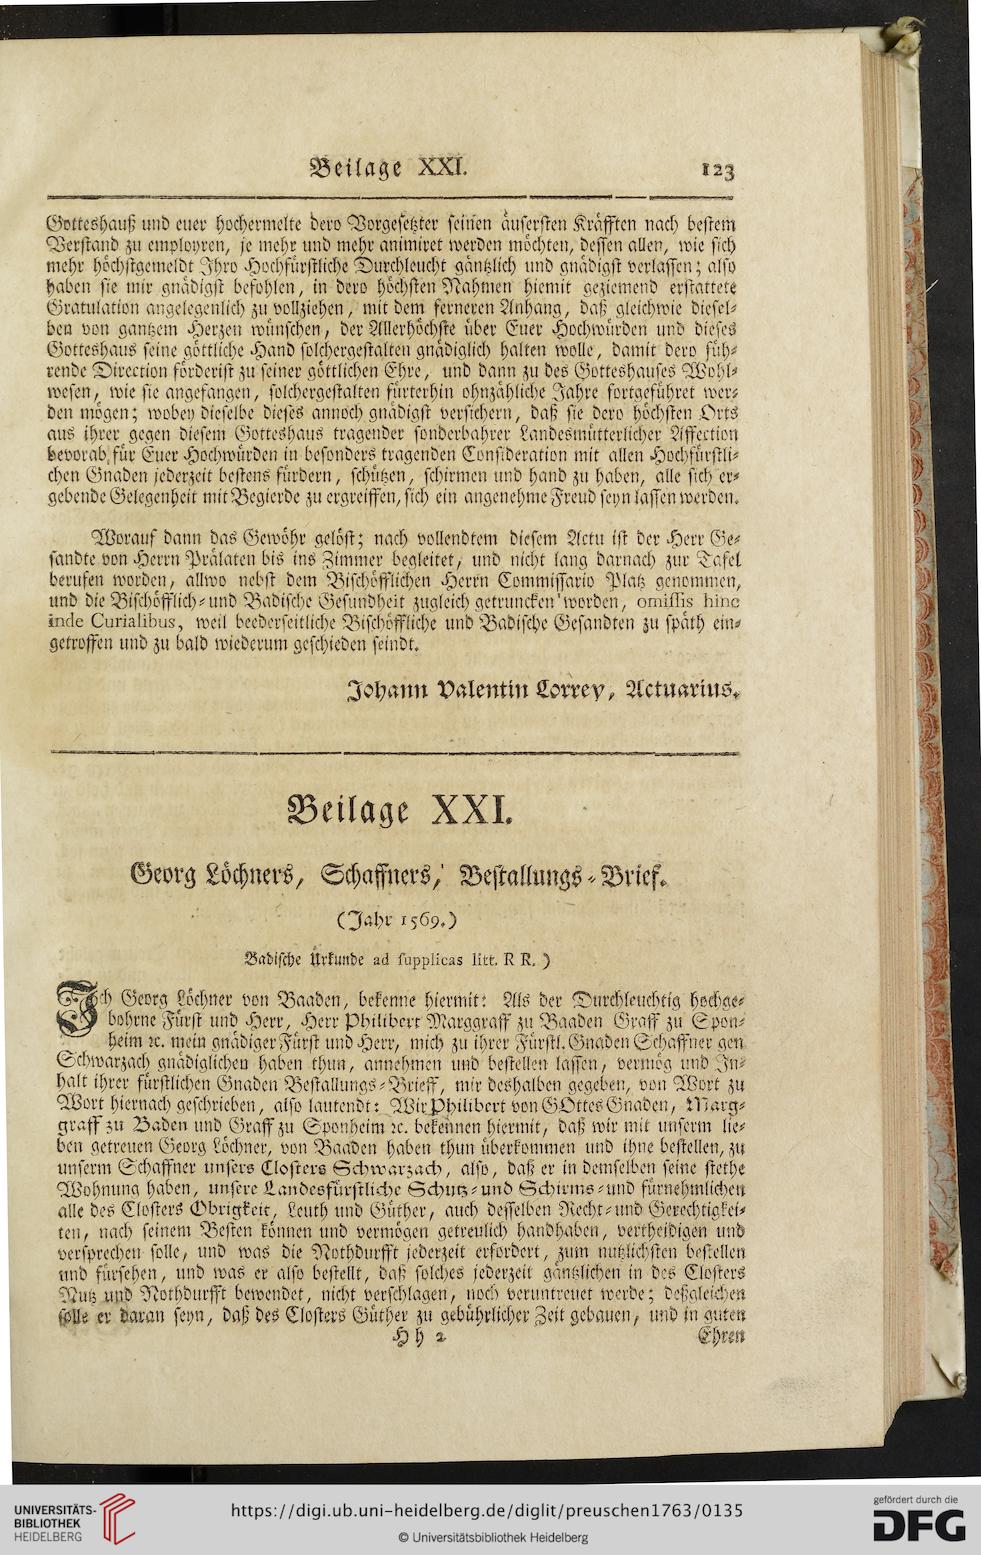 Beilage XXI. 123
Gotteshauß und euer hochermelte dero Vorgesetzter seinen äusersten Kräfften nach bestem
Verstand zu employren, je mehr und mehr animiret werden möchten, dessen allen, wie sich
mehr höchstgemeldt Ihro Hochfürstliche Durchleucht gäntzlich und gnädigst verlassen; also
haben sie mir gnädigst befohlen, in dero höchsten Nahmen hiemit geziemend erstattete
Gratulation angelegenlich zu vollziehen, mit dem ferneren Anhang, daß gleichwie diesel-
ben von gantzem Herzen wünschen, der Allerhöchste über Euer Hochwürden und dieses
Gotteshaus seine göttliche Hand solchergestalten gnädiglich halten wolle, damit dero füh-
rende Direction förderist zu seiner göttlichen Ehre, und dann zu des Gotteshauses Wohl-
wesen, wie sie angefangen, solchergestalten fürterhin ohnzähliche Jahre fortgeführet wer-
den mögen; wobey dieselbe dieses annoch gnädigst versichern, daß sie dero höchsten Orts
aus ihrer gegen diesem Gotteshaus tragender sonderbahrer Landesmütterlicher Affection
bevorab für Euer Hochwürden in besonders tragenden Consideration mit allen Hochfürstli-
chen Gnaden jederzeit bestens fürdern, schützen, schirmen und hand zu haben, alle sich er-
gebende Gelegenheit mit Begierde zu ergreiffen, sich ein angenehme Freud seyn lassen werden.
Worauf dann das Gewöhr gelöst; nach vollendtem diesem Actu ist der Herr Ge-
sandte von Herrn Prälaten bis ins Zimmer begleitet, und nicht lang darnach zur Tafel
berufen worden, allwo nebst dem Bischöfflichen Herrn Commissario Platz genommen,
und die Bischöfflich- und Badische Gesundheit zugleich getruncken worden, omissis hinc
inde Curialibus, weil beederseitliche Bischöffliche und Badische Gesandten zu späth ein-
getroffen und zu bald wiederum geschieden seindt.
Johann Valentin Correy, Actuarius.
Beilage XXI.
Georg Löchners, Schaffners, Bestallungs-Brief.
(Jahr 1569.)
Badische Urkunde ad supplicas litt. R R. )
Ich Georg Löchner von Baaden, bekenne hiermit: Als der Durchleuchtig hochge-
bohrne Fürst und Herr, Herr Philibert Marggraff zu Baaden Graff zu Spon-
heim ꝛc. mein gnädiger Fürst und Herr, mich zu ihrer Fürstl. Gnaden Schaffner gen
Schwarzach gnädiglichen haben thun, annehmen und bestellen lassen, vermög und In-
halt ihrer fürstlichen Gnaden Bestallungs-Brieff, mir deshalben gegeben, von Wort zu
Wort hiernach geschrieben, also lautendt: Wir Philibert von GOttes Gnaden, Marg-
graff zu Baden und Graff zu Sponheim ꝛc. bekennen hiermit, daß wir mit unserm lie-
ben getreuen Georg Löchner, von Baaden haben thun überkommen und ihne bestellen, zu
unserm Schaffner unsers Closters Schwarzach, also, daß er in demselben seine stethe
Wohnung haben, unsere Landesfürstliche Schutz- und Schirms- und fürnehmlichen
alle des Closters Obrigkeit, Leuth und Güther, auch desselben Recht- und Gerechtigkei-
ten, nach seinem Besten können und vermögen getreulich handhaben, vertheidigen und
versprechen solle, und was die Nothdurfft jederzeit erfordert, zum nutzlichsten bestellen
und fürsehen, und was er also bestellt, daß solches jederzeit gäntzlichen in des Closters
Nutz und Nothdurfft bewendet, nicht verschlagen, noch veruntreuet werde; deßgleichen
solle er daran seyn, daß des Closters Güther zu gebührlicher Zeit gebauen, und in guten
H h 2 Ehren
UNIVERSITÄTS-
BIBLIOTHEK
HEIDELBERG
https://digi.ub.uni-heidelberg.de/diglit/preuschen1763/0135
© Universitätsbibliothek Heidelberg
gefördert durch die
DFG